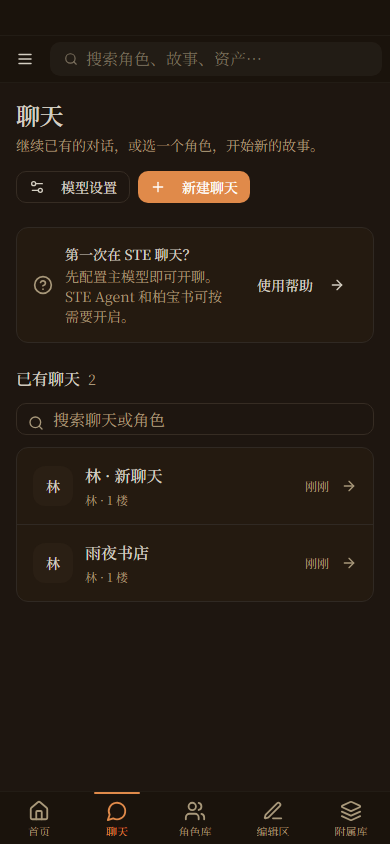 搜索角色、故事、资产…
聊天
继续已有的对话，或选一个角色，开始新的故事。
模型设置
新建聊天
第一次在 STE 聊天？
先配置主模型即可开聊。
STE Agent 和柏宝书可按
需要开启。
使用帮助
已有聊天 2
搜索聊天或角色
林
林 · 新聊天
林 · 1 楼
刚刚
林
雨夜书店
林 · 1 楼
刚刚
首页
聊天
角色库
编辑区
附属库